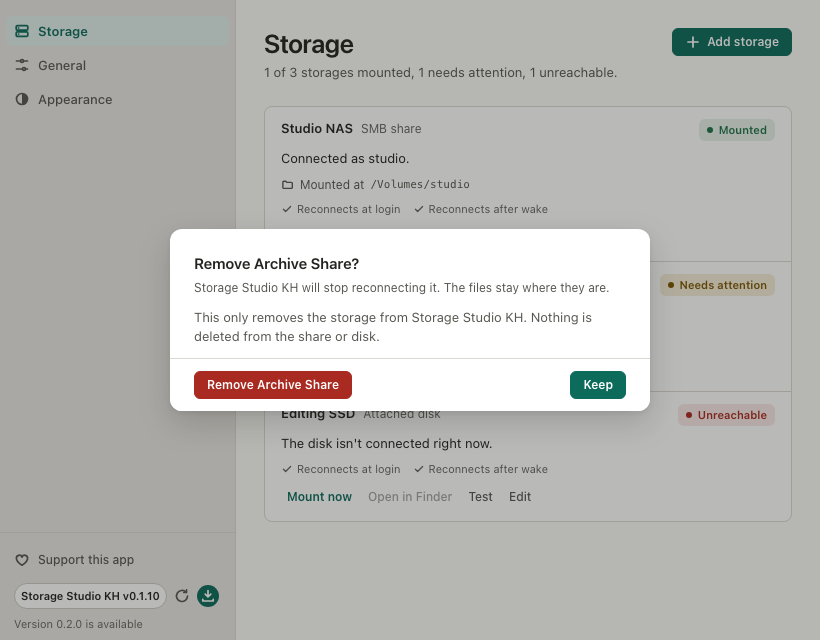 Storage
General
Appearance
Storage
Add storage
1 of 3 storages mounted, 1 needs attention, 1 unreachable.
Studio NAS SMB share
Mounted
Connected as studio.
Mounted at /Volumes/studio
Reconnects at login Reconnects after wake
Needs attention
Remove Archive Share?
Storage Studio KH will stop reconnecting it. The files stay where they are.
This only removes the storage from Storage Studio KH. Nothing is
deleted from the share or disk.
Remove Archive Share
Keep
Editing SSD Attached disk
Unreachable
The disk isn't connected right now.
Reconnects at login Reconnects after wake
Mount now Open in Finder Test Edit
Support this app
Storage Studio KH v0.1.10
Version 0.2.0 is available